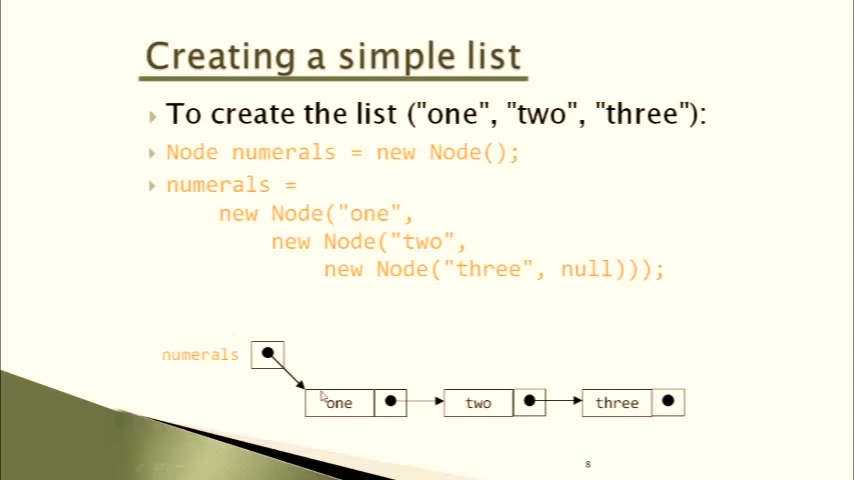 Creating a simple list
To create the list ("one", "two", "three"):
Node numerals = new Node();
numerals =
new Node("one",
new Node("two",
new Node("three", null)));
numerals
one two three
8